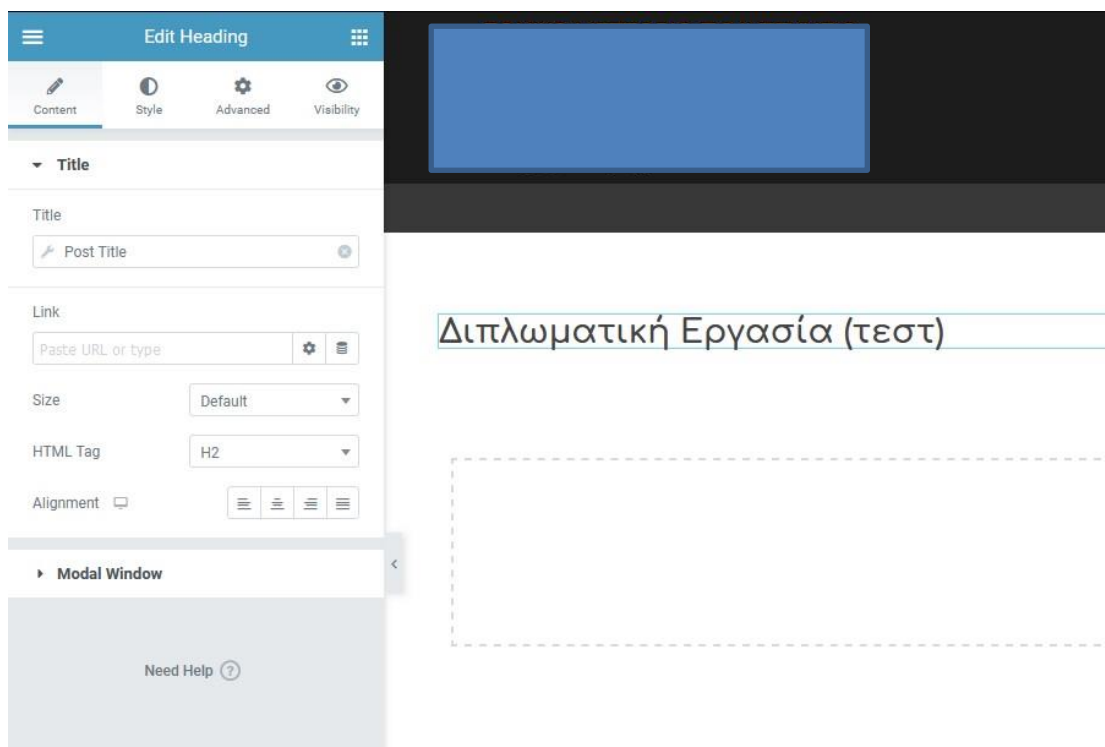 Edit Heading
Content
Style
Advanced
Visibility
Title
Title
Post Title
Link
Paste URL or type
Size
Default
HTML Tag
H2
Alignment
Modal Window
Need Help ?
Διπλωματική Εργασία (τεστ)